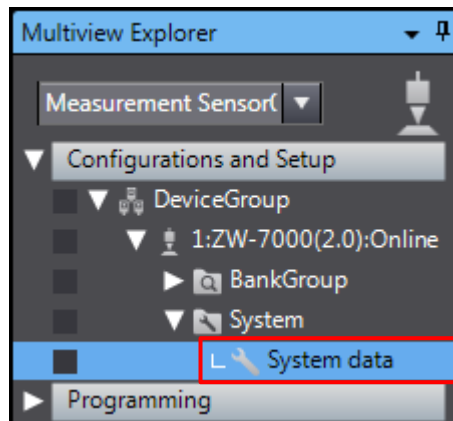 Multiview Explorer
Measurement Sensor(
Configurations and Setup
DeviceGroup
1:ZW-7000(2.0):Online
BankGroup
System
System data
Programming